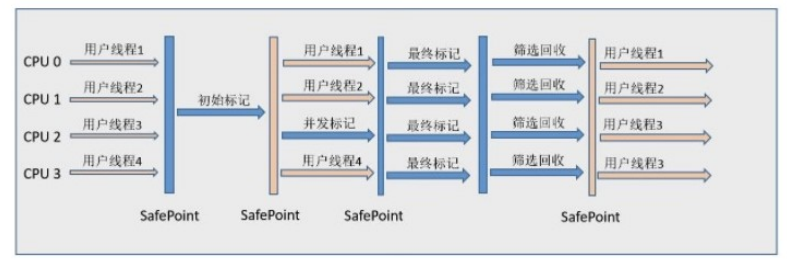 CPU 0 用户线程1 用户线程1 最终标记 筛选回收 用户线程1
CPU 1 用户线程2 初始标记 用户线程2 最终标记 筛选回收 用户线程2
CPU 2 用户线程3 并发标记 最终标记 筛选回收 用户线程3
CPU 3 用户线程4 用户线程4 最终标记 筛选回收 用户线程3
SafePoint SafePoint SafePoint SafePoint